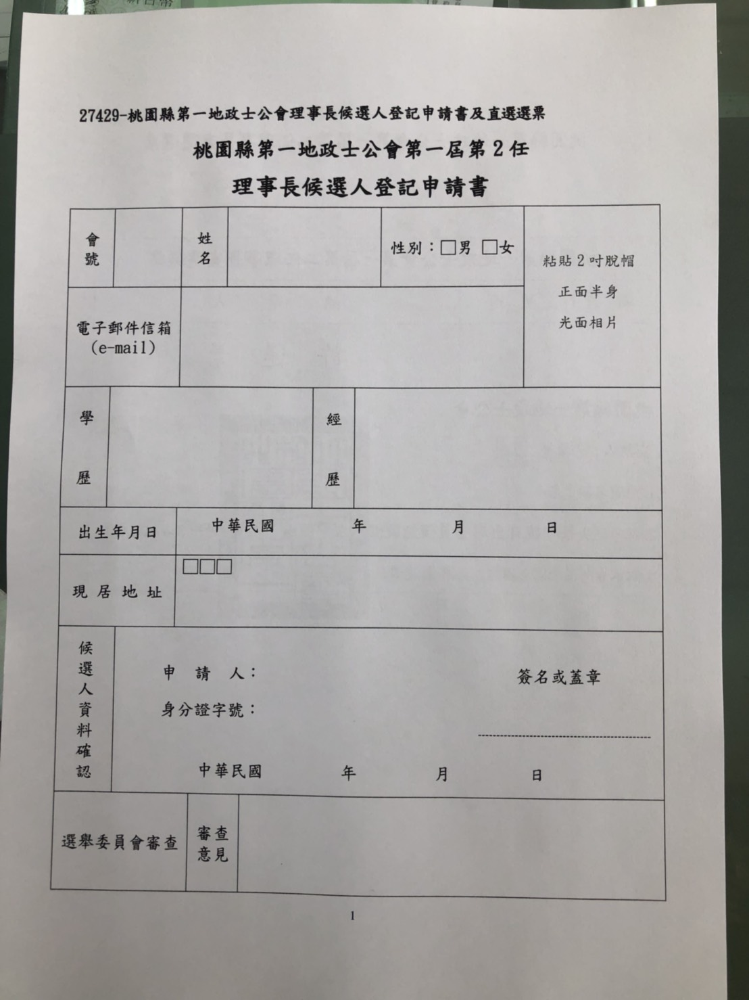 27429-桃園縣第一地政士公會理事長候選人登記申請書及直選選票
桃園縣第一地政士公會第一屆第2任
理事長候選人登記申請書
會號
姓名
性別：□男 □女
粘貼2吋脫帽
正面半身
光面相片
電子郵件信箱
(e-mail)
學歷
經歷
出生年月日
中華民國 年 月 日
現居地址
□□□
候選人資料確認
申請人：
簽名或蓋章
身分證字號：
中華民國 年 月 日
選舉委員會審查
審查
意見
1